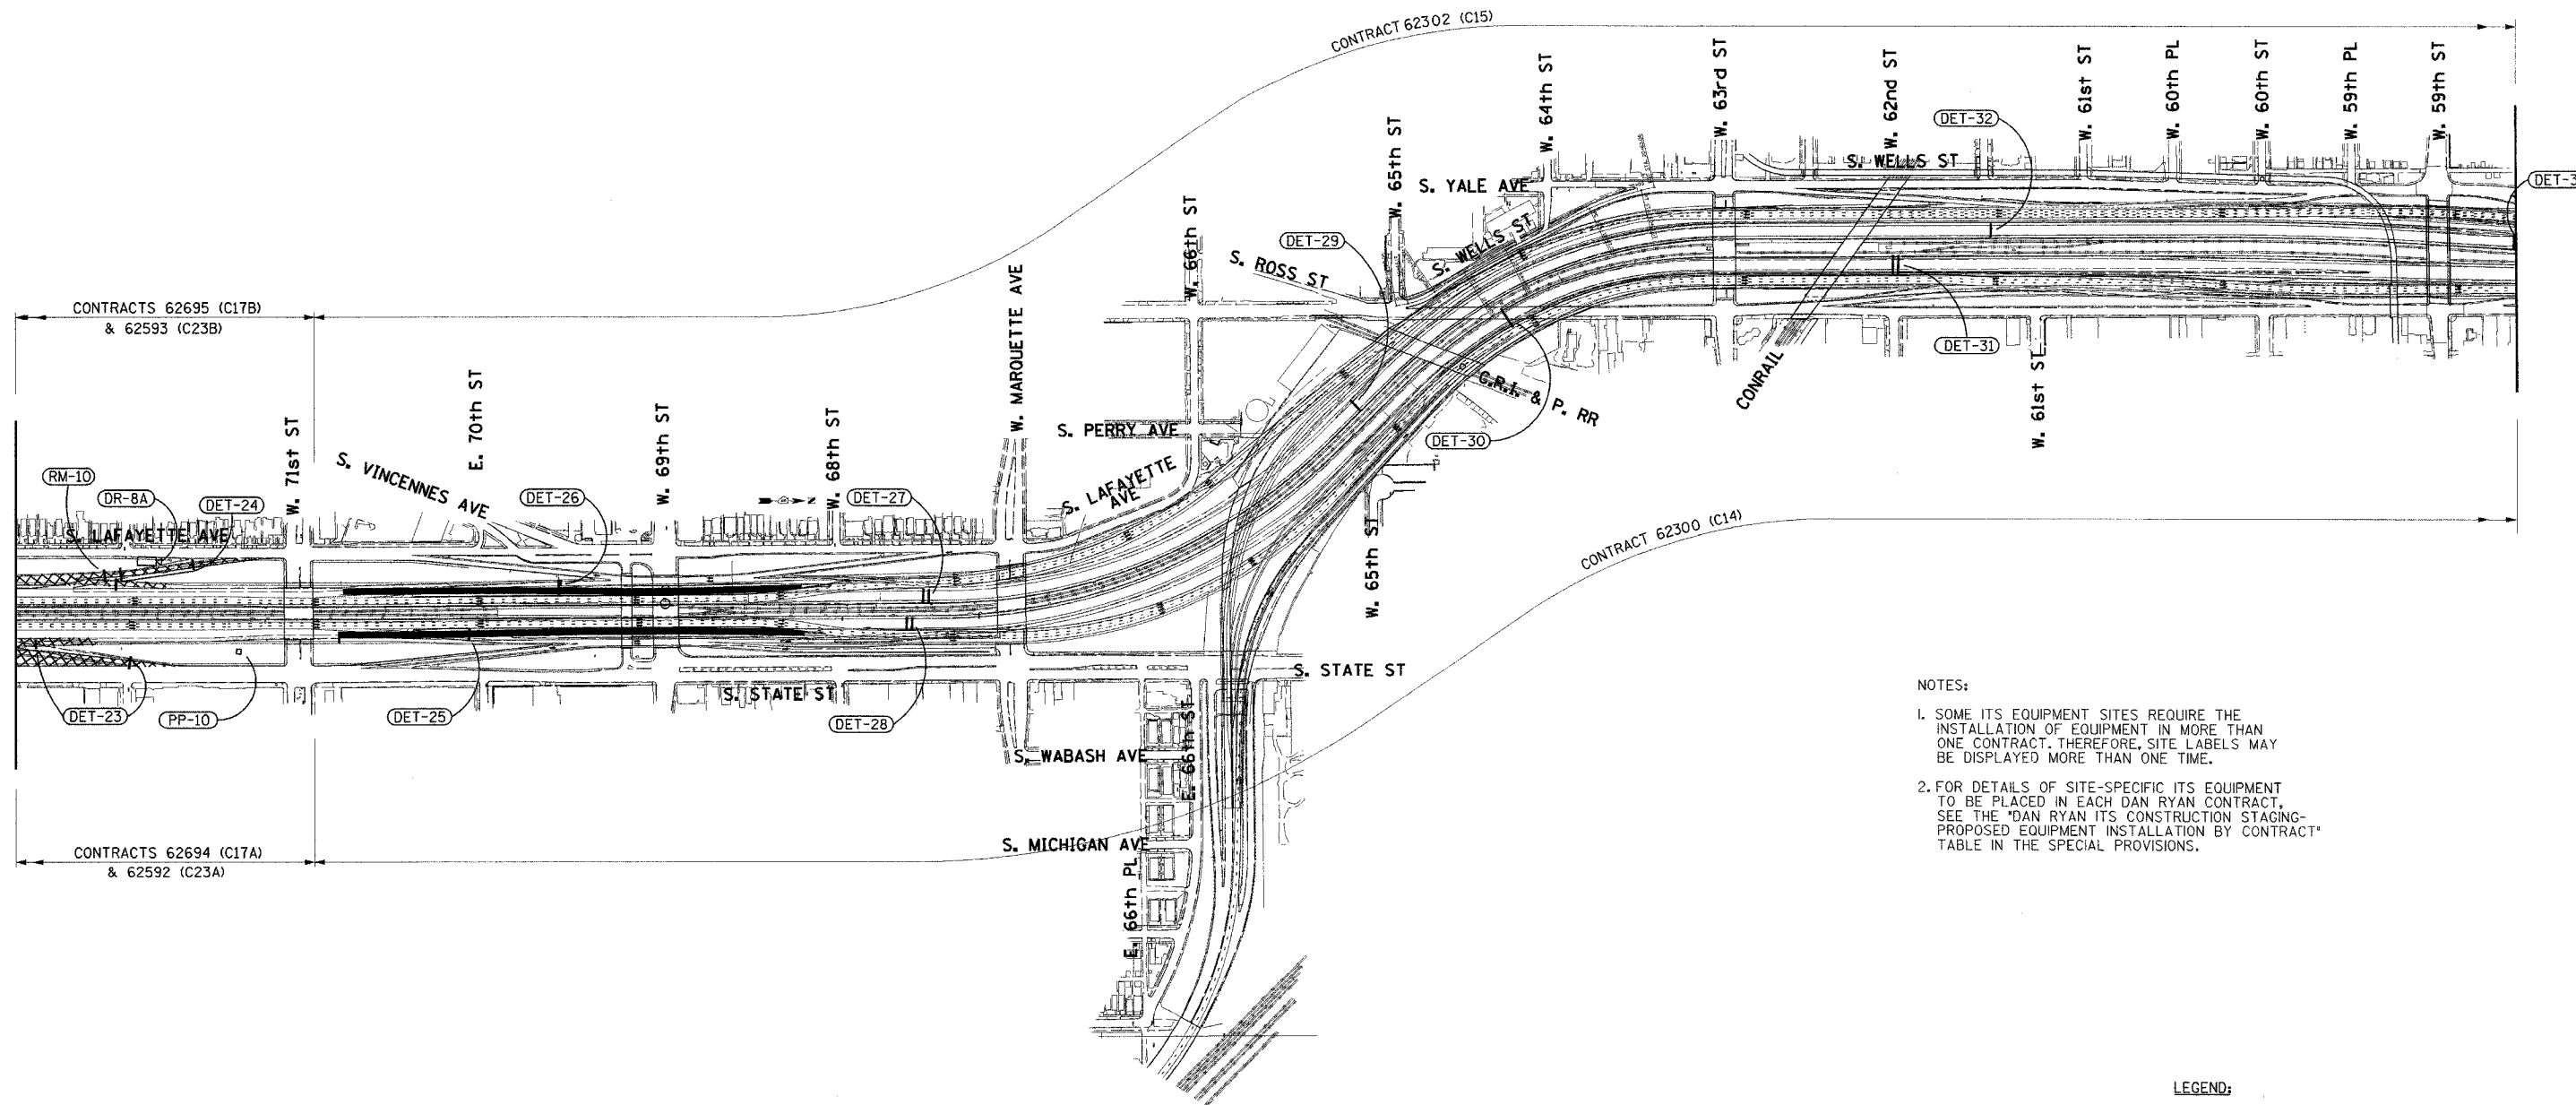 CONTRACT 62302 (C15)
W. 59th ST
W. 59th PL
W. 60th ST
W. 60th PL
W. 61st ST
W. 62nd ST
W. 63rd ST
W. 64th ST
W. 65th ST
W. 66th ST
DET-32
S. WELLS ST
S. YALE AVE
S. WELLS ST
DET-29
S. ROSS ST
W. MARQUETTE AVE
CONTRACTS 62695 (C17B)
& 62593 (C23B)
DET-31
CONRAIL
W. 61st ST
C.R.I. & P. RR
DET-30
S. PERRY AVE
S. LAFAYETTE
AVE
W. 71st ST
E. 70th ST
W. 69th ST
W. 68th ST
S. VINCENNES AVE
RM-10
DR-8A
DET-24
DET-26
DET-27
N
S. LAFAYETTE AVE
CONTRACT 62300 (C14)
W. 65th ST
S. STATE ST
S. STATE ST
DET-23
PP-10
DET-25
DET-28
E. 66th ST
S. WABASH AVE
S. MICHIGAN AVE
E. 66th PL
CONTRACTS 62694 (C17A)
& 62592 (C23A)
NOTES:
1. SOME ITS EQUIPMENT SITES REQUIRE THE
INSTALLATION OF EQUIPMENT IN MORE THAN
ONE CONTRACT. THEREFORE, SITE LABELS MAY
BE DISPLAYED MORE THAN ONE TIME.
2. FOR DETAILS OF SITE-SPECIFIC ITS EQUIPMENT
TO BE PLACED IN EACH DAN RYAN CONTRACT,
SEE THE "DAN RYAN ITS CONSTRUCTION STAGING-
PROPOSED EQUIPMENT INSTALLATION BY CONTRACT"
TABLE IN THE SPECIAL PROVISIONS.
LEGEND: